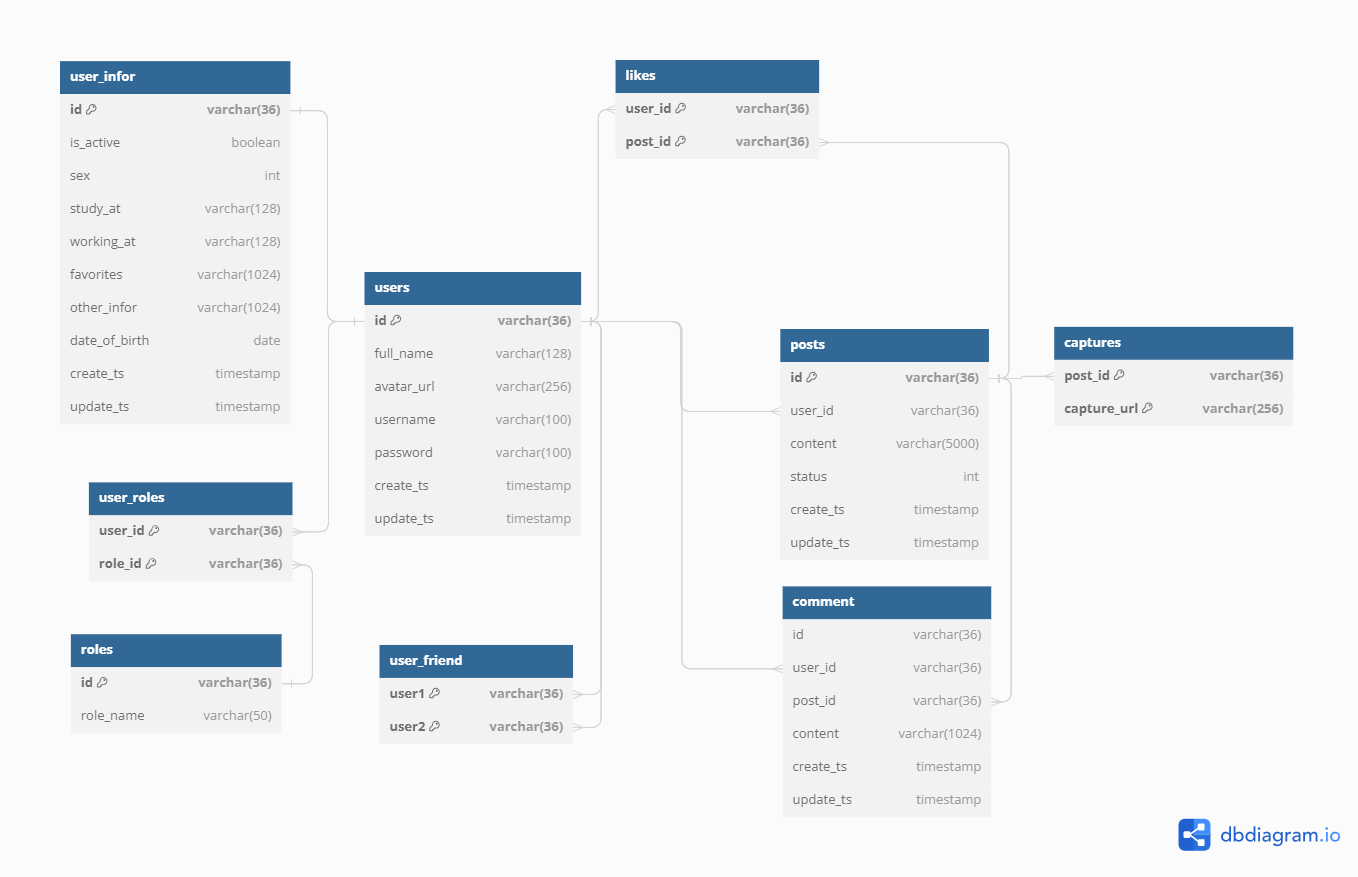 user_infor
id varchar(36)
is_active boolean
sex int
study_at varchar(128)
working_at varchar(128)
favorites varchar(1024)
other_infor varchar(1024)
date_of_birth date
create_ts timestamp
update_ts timestamp
user_roles
user_id varchar(36)
role_id varchar(36)
roles
id varchar(36)
role_name varchar(50)
users
id varchar(36)
full_name varchar(128)
avatar_url varchar(256)
username varchar(100)
password varchar(100)
create_ts timestamp
update_ts timestamp
user_friend
user1 varchar(36)
user2 varchar(36)
likes
user_id varchar(36)
post_id varchar(36)
posts
id varchar(36)
user_id varchar(36)
content varchar(5000)
status int
create_ts timestamp
update_ts timestamp
comment
id varchar(36)
user_id varchar(36)
post_id varchar(36)
content varchar(1024)
create_ts timestamp
update_ts timestamp
captures
post_id varchar(36)
capture_url varchar(256)
dbdiagram.io